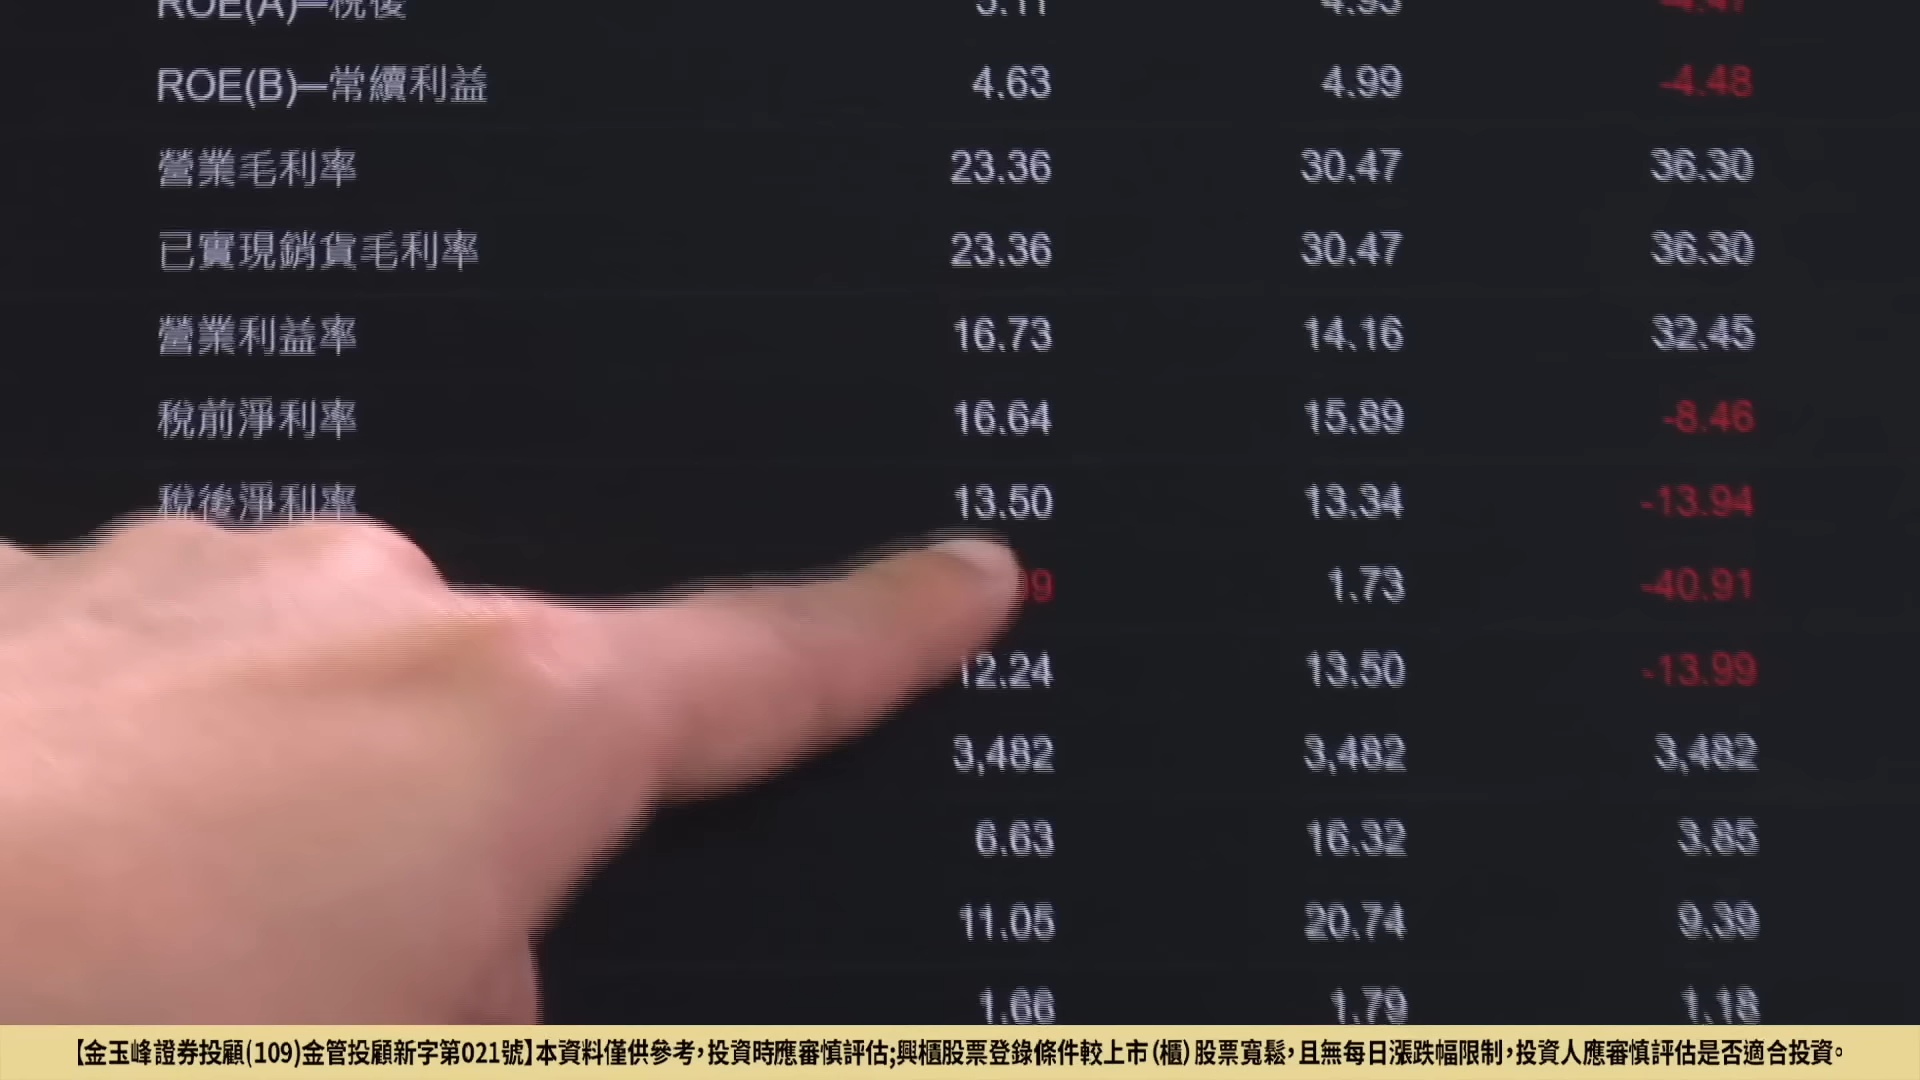 ROE(A)─稅後 5.11 4.93 -4.47
ROE(B)─常續利益 4.63 4.99 -4.48
營業毛利率 23.36 30.47 36.30
已實現銷貨毛利率 23.36 30.47 36.30
營業利益率 16.73 14.16 32.45
稅前淨利率 16.64 15.89 -8.46
稅後淨利率 13.50 13.34 -13.94
1.73 -40.91
12.24 13.50 -13.99
3,482 3,482 3,482
6.63 16.32 3.85
11.05 20.74 9.39
1.66 1.79 1.18
【金玉峰證券投顧(109)金管投顧新字第021號】本資料僅供參考，投資時應審慎評估;興櫃股票登錄條件較上市(櫃)股票寬鬆，且無每日漲跌幅限制，投資人應審慎評估是否適合投資。